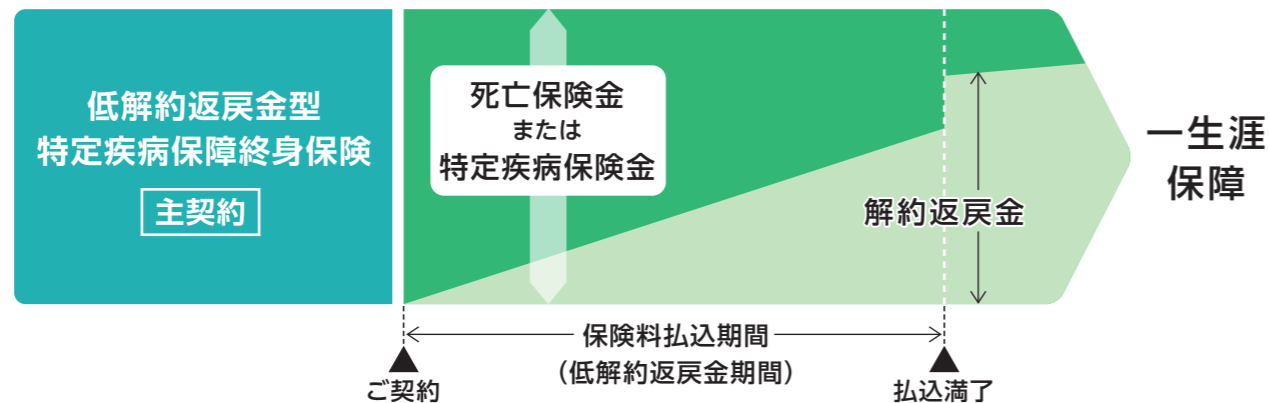 低解約返戻金型
特定疾病保障終身保険
主契約
死亡保険金
または
特定疾病保険金
解約返戻金
一生涯
保障
保険料払込期間
（低解約返戻金期間）
ご契約
払込満了